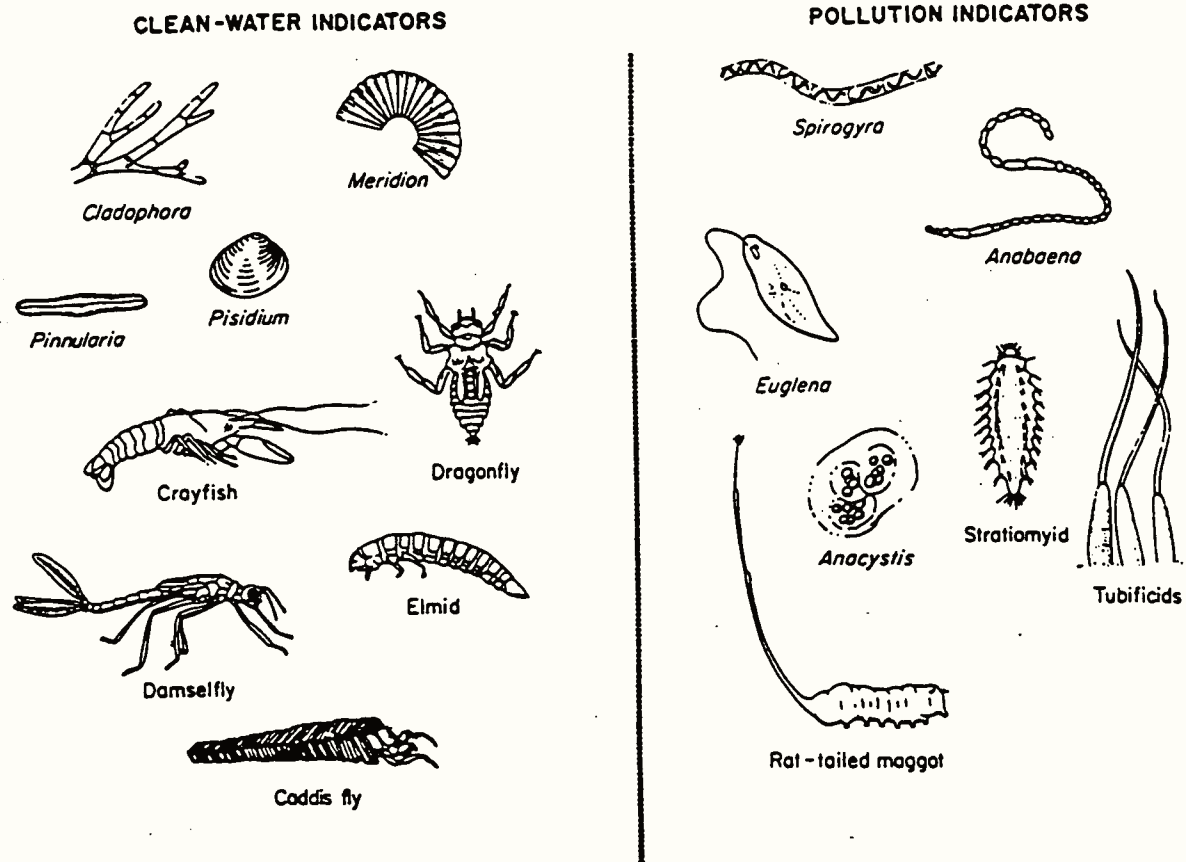 CLEAN-WATER INDICATORS
Cladophora
Meridion
Pinnularia
Pisidium
Dragonfly
Crayfish
Elmid
Damselfly
Caddis fly
POLLUTION INDICATORS
Spirogyra
Anabaena
Euglena
Anacystis
Stratiomyid
Tubificids
Rat-tailed maggot